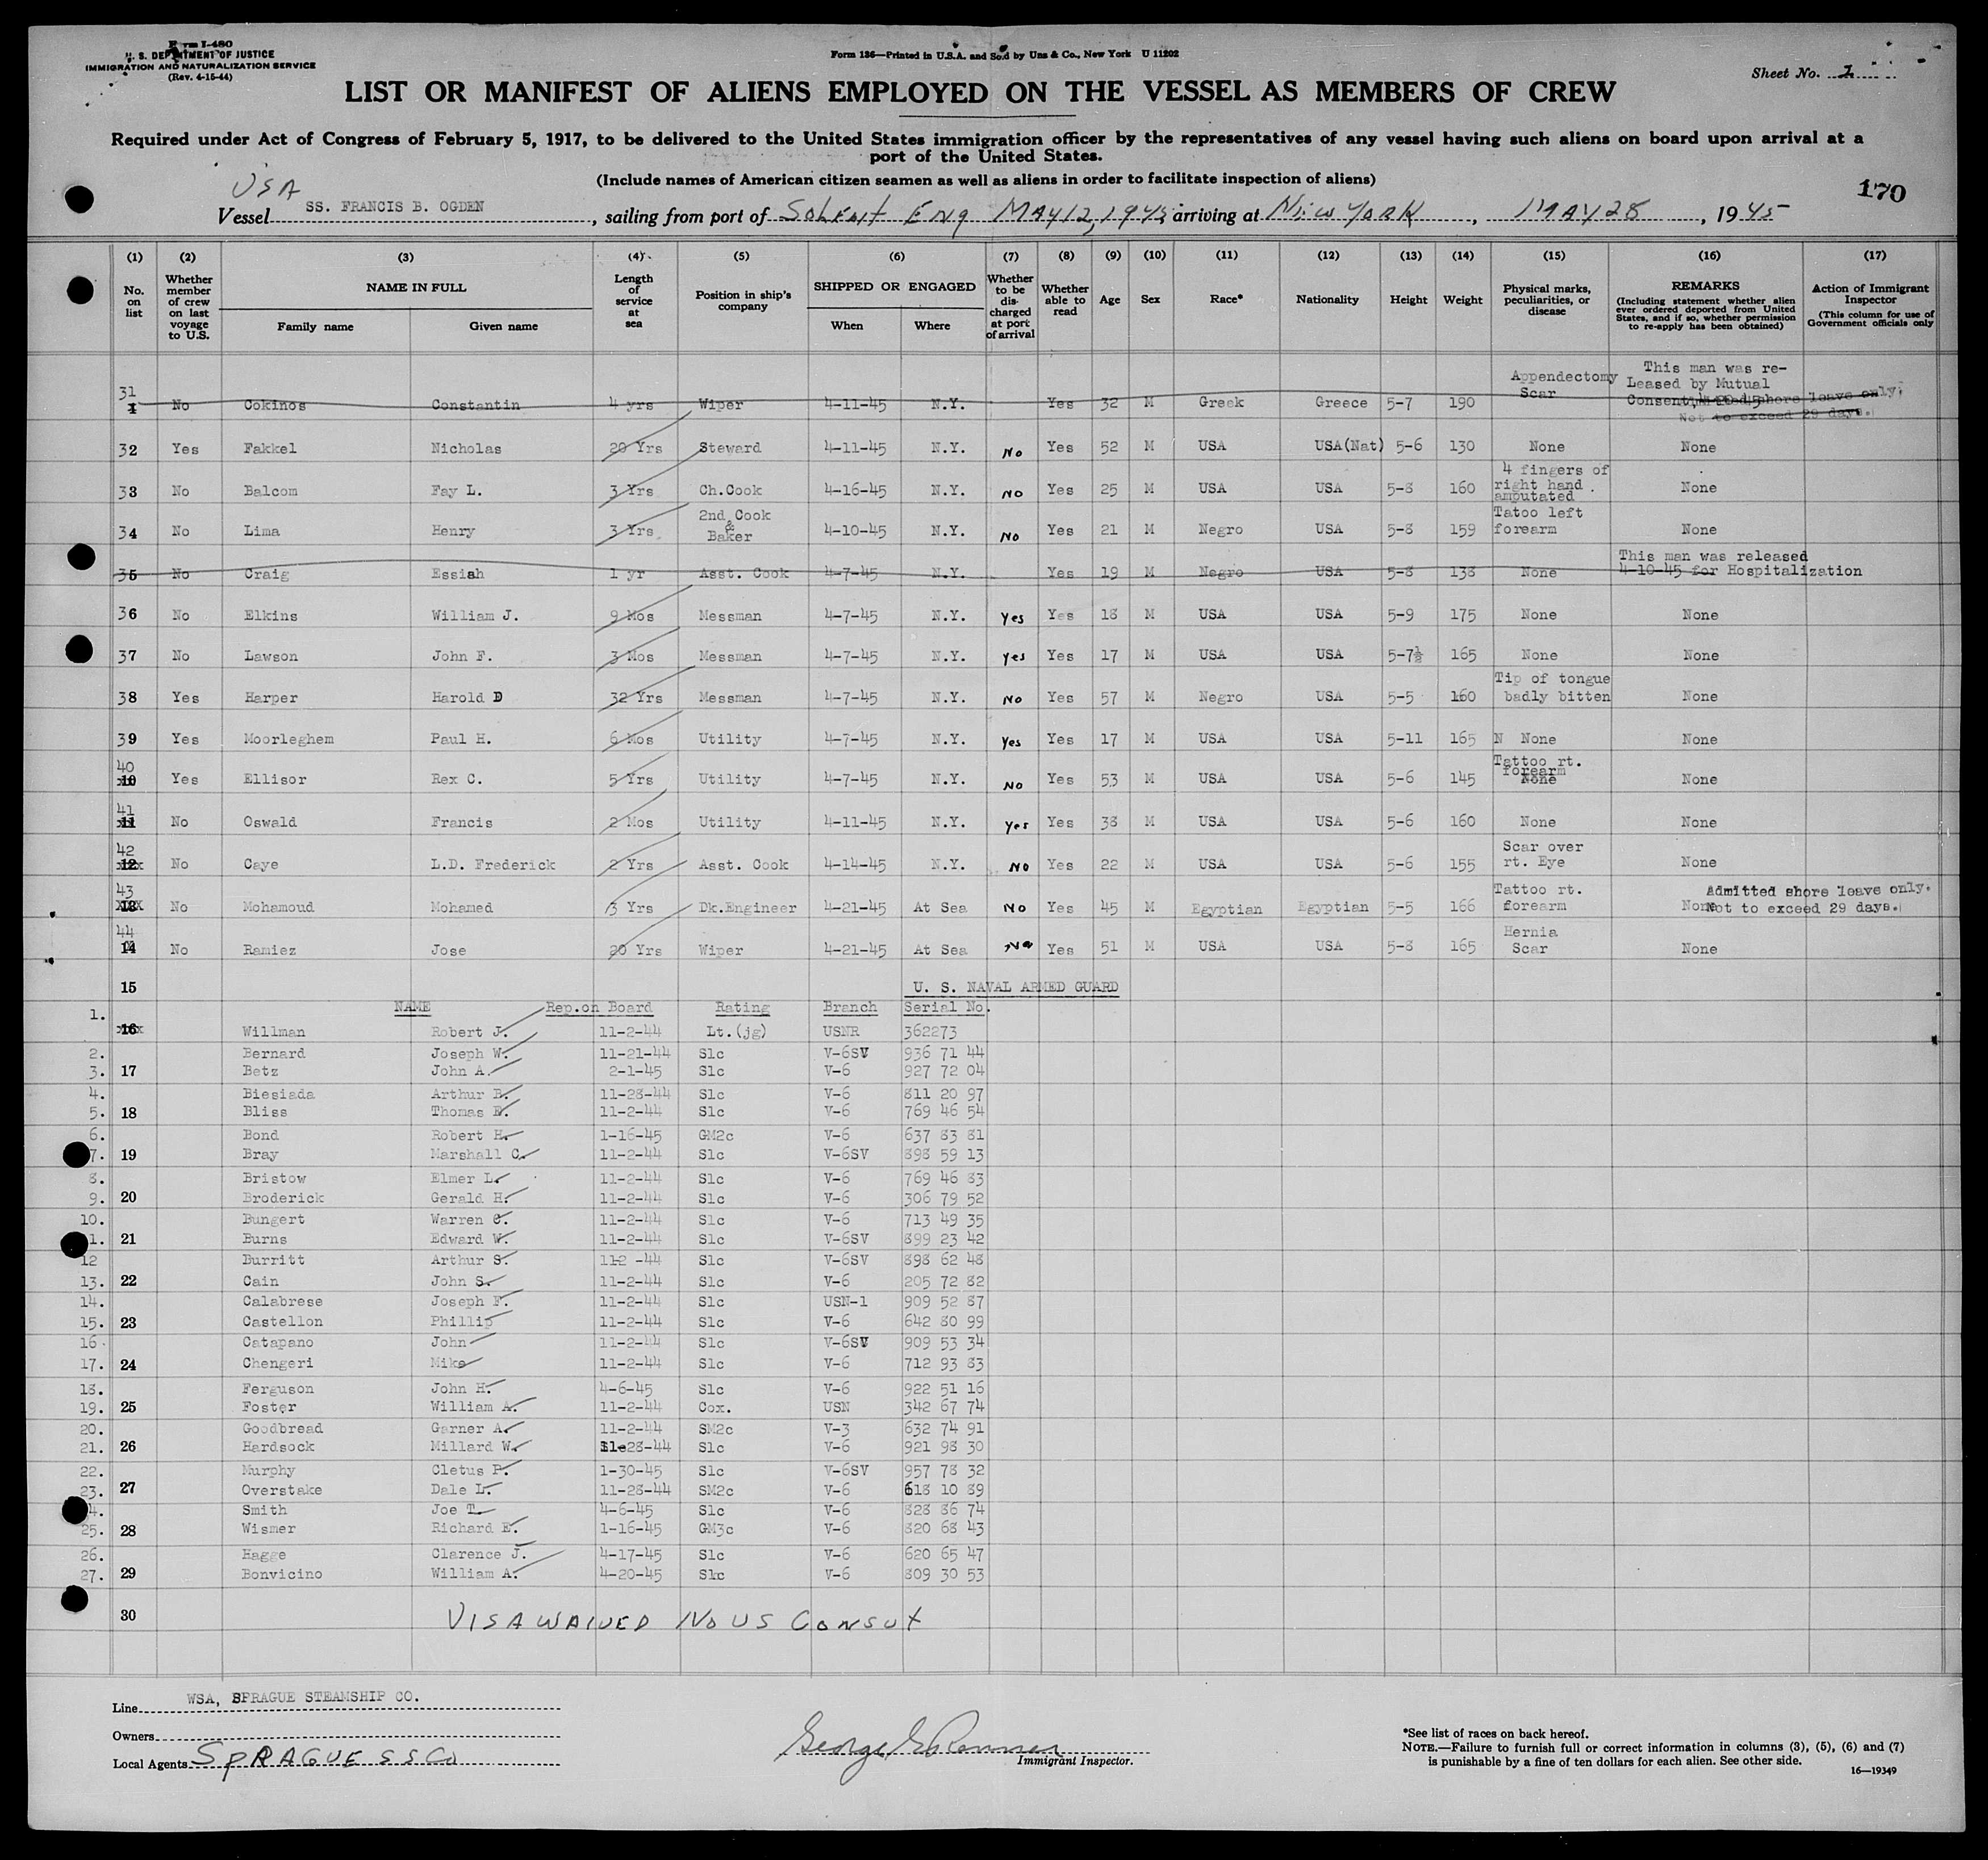 Form I-480
U. S. DEPARTMENT OF JUSTICE
IMMIGRATION AND NATURALIZATION SERVICE
(Rev. 4-15-44)
Form 136—Printed in U.S.A. and Sold by Unz & Co., New York U 11202
Sheet No. 2
LIST OR MANIFEST OF ALIENS EMPLOYED ON THE VESSEL AS MEMBERS OF CREW
Required under Act of Congress of February 5, 1917, to be delivered to the United States immigration officer by the representatives of any vessel having such aliens on board upon arrival at a
port of the United States.
(Include names of American citizen seamen as well as aliens in order to facilitate inspection of aliens)
170
USA
Vessel SS. FRANCIS B. OGDEN, sailing from port of Solent Eng May 12, 1945 arriving at New York, May 28, 1945
(1) (2) (3) (4) (5) (6) (7) (8) (9) (10) (11) (12) (13) (14) (15) (16) (17)
No. on list
Whether member of crew on last voyage to U.S.
NAME IN FULL
Family name Given name
Length of service at sea
Position in ship's company
SHIPPED OR ENGAGED
When Where
Whether to be discharged at port of arrival
Whether able to read
Age
Sex
Race*
Nationality
Height
Weight
Physical marks, peculiarities, or disease
REMARKS
(Including statement whether alien ever ordered deported from United States, and if so, whether permission to re-apply has been obtained)
Action of Immigrant Inspector
(This column for use of Government officials only
31 1 No Cokinos Constantin 4 yrs Wiper 4-11-45 N.Y. Yes 32 M Greek Greece 5-7 190 Appendectomy Scar This man was re-Leased by Mutual Consent, shore leave only. Not to exceed 29 days.
32 Yes Fakkel Nicholas 20 Yrs Steward 4-11-45 N.Y. No Yes 52 M USA USA(Nat) 5-6 130 None None
33 No Balcom Fay L. 3 Yrs Ch.Cook 4-16-45 N.Y. No Yes 25 M USA USA 5-8 160 4 fingers of right hand . amputated None
34 No Lima Henry 3 Yrs. 2nd Cook & Baker 4-10-45 N.Y. No Yes 21 M Negro USA 5-8 159 Tatoo left forearm None
35 No Craig Essiah 1 yr Asst. Cook 4-7-45 N.Y. Yes 19 M Negro USA 5-8 138 None This man was released 4-10-45 for Hospitalization
36 No Elkins William J. 9 Mos Messman 4-7-45 N.Y. Yes Yes 18 M USA USA 5-9 175 None None
37 No Lawson John F. 3 Mos Messman 4-7-45 N.Y. Yes Yes 17 M USA USA 5-7½ 165 None None
38 Yes Harper Harold D 32 Yrs Messman 4-7-45 N.Y. No Yes 57 M Negro USA 5-5 160 Tip of tongue badly bitten None
39 Yes Moorleghem Paul H. 6 Mos Utility 4-7-45 N.Y. Yes Yes 17 M USA USA 5-11 165 N None None
40 10 Yes Ellisor Rex C. 5 Yrs Utility 4-7-45 N.Y. No Yes 53 M USA USA 5-6 145 Tattoo rt. forearm None None
41 11 No Oswald Francis 2 Mos Utility 4-11-45 N.Y. Yes Yes 38 M USA USA 5-6 160 None None
42 12 No Caye L.D. Frederick 2 Yrs Asst. Cook 4-14-45 N.Y. No Yes 22 M USA USA 5-6 155 Scar over rt. Eye None
43 13 No Mohamoud Mohamed 3 Yrs Dk.Engineer 4-21-45 At Sea No Yes 45 M Egyptian Egyptian 5-5 166 Tattoo rt. forearm None Admitted shore leave only. Not to exceed 29 days.
44 14 No Ramiez Jose 20 Yrs Wiper 4-21-45 At Sea No Yes 51 M USA USA 5-8 165 Hernia Scar None
15 U. S. NAVAL ARMED GUARD
NAME Rep.on Board Rating Branch Serial No.
1. 16 Willman Robert J. 11-2-44 Lt.(jg) USNR 362273
2. Bernard Joseph W. 11-21-44 S1c V-6SV 936 71 44
3. 17 Betz John A. 2-1-45 S1c V-6 927 72 04
4. Biesiada Arthur B. 11-28-44 S1c V-6 811 20 97
5. 18 Bliss Thomas E. 11-2-44 S1c V-6 769 46 54
6. Bond Robert H. 1-16-45 GM2c V-6 637 83 81
7. 19 Bray Marshall C. 11-2-44 S1c V-6SV 898 59 13
8. Bristow Elmer L. 11-2-44 S1c V-6 769 46 83
9. 20 Broderick Gerald H. 11-2-44 S1c V-6 306 79 52
10. Bungert Warren C. 11-2-44 S1c V-6 713 49 35
1. 21 Burns Edward W. 11-2-44 S1c V-6SV 899 23 42
12 Burritt Arthur S. 112 -44 S1c V-6SV 898 62 48
13. 22 Cain John S. 11-2-44 S1c V-6 205 72 82
14. Calabrese Joseph F. 11-2-44 S1c USN-1 909 52 87
15. 23 Castellon Phillip 11-2-44 S1c V-6 642 80 99
16. Catapano John 11-2-44 S1c V-6SV 909 53 34
17. 24 Chengeri Mike 11-2-44 S1c V-6 712 93 83
18. Ferguson John H. 4-6-45 S1c V-6 922 51 16
19. 25 Foster William A. 11-2-44 Cox. USN 342 67 74
20. Goodbread Garner A. 11-2-44 SM2c V-3 632 74 91
21. 26 Hardsock Millard W. 11-28-44 S1c V-6 921 98 30
22. Murphy Cletus P. 1-30-45 S1c V-6SV 957 78 32
23. 27 Overstake Dale L. 11-28-44 SM2c V-6 618 10 89
4. Smith Joe T. 4-6-45 S1c V-6 828 86 74
25. 28 Wismer Richard E. 1-16-45 GM3c V-6 820 68 43
26. Hagge Clarence J. 4-17-45 S1c V-6 620 65 47
27. 29 Bonvicino William A. 4-20-45 S1c V-6 809 30 53
30 VISA WAIVED NO US CONSUL
Line WSA, SPRAGUE STEAMSHIP CO.
Owners
Local Agents SPRAGUE S S Co
George
Immigrant Inspector.
*See list of races on back hereof.
NOTE.—Failure to furnish full or correct information in columns (3), (5), (6) and (7)
is punishable by a fine of ten dollars for each alien. See other side.
16—19349